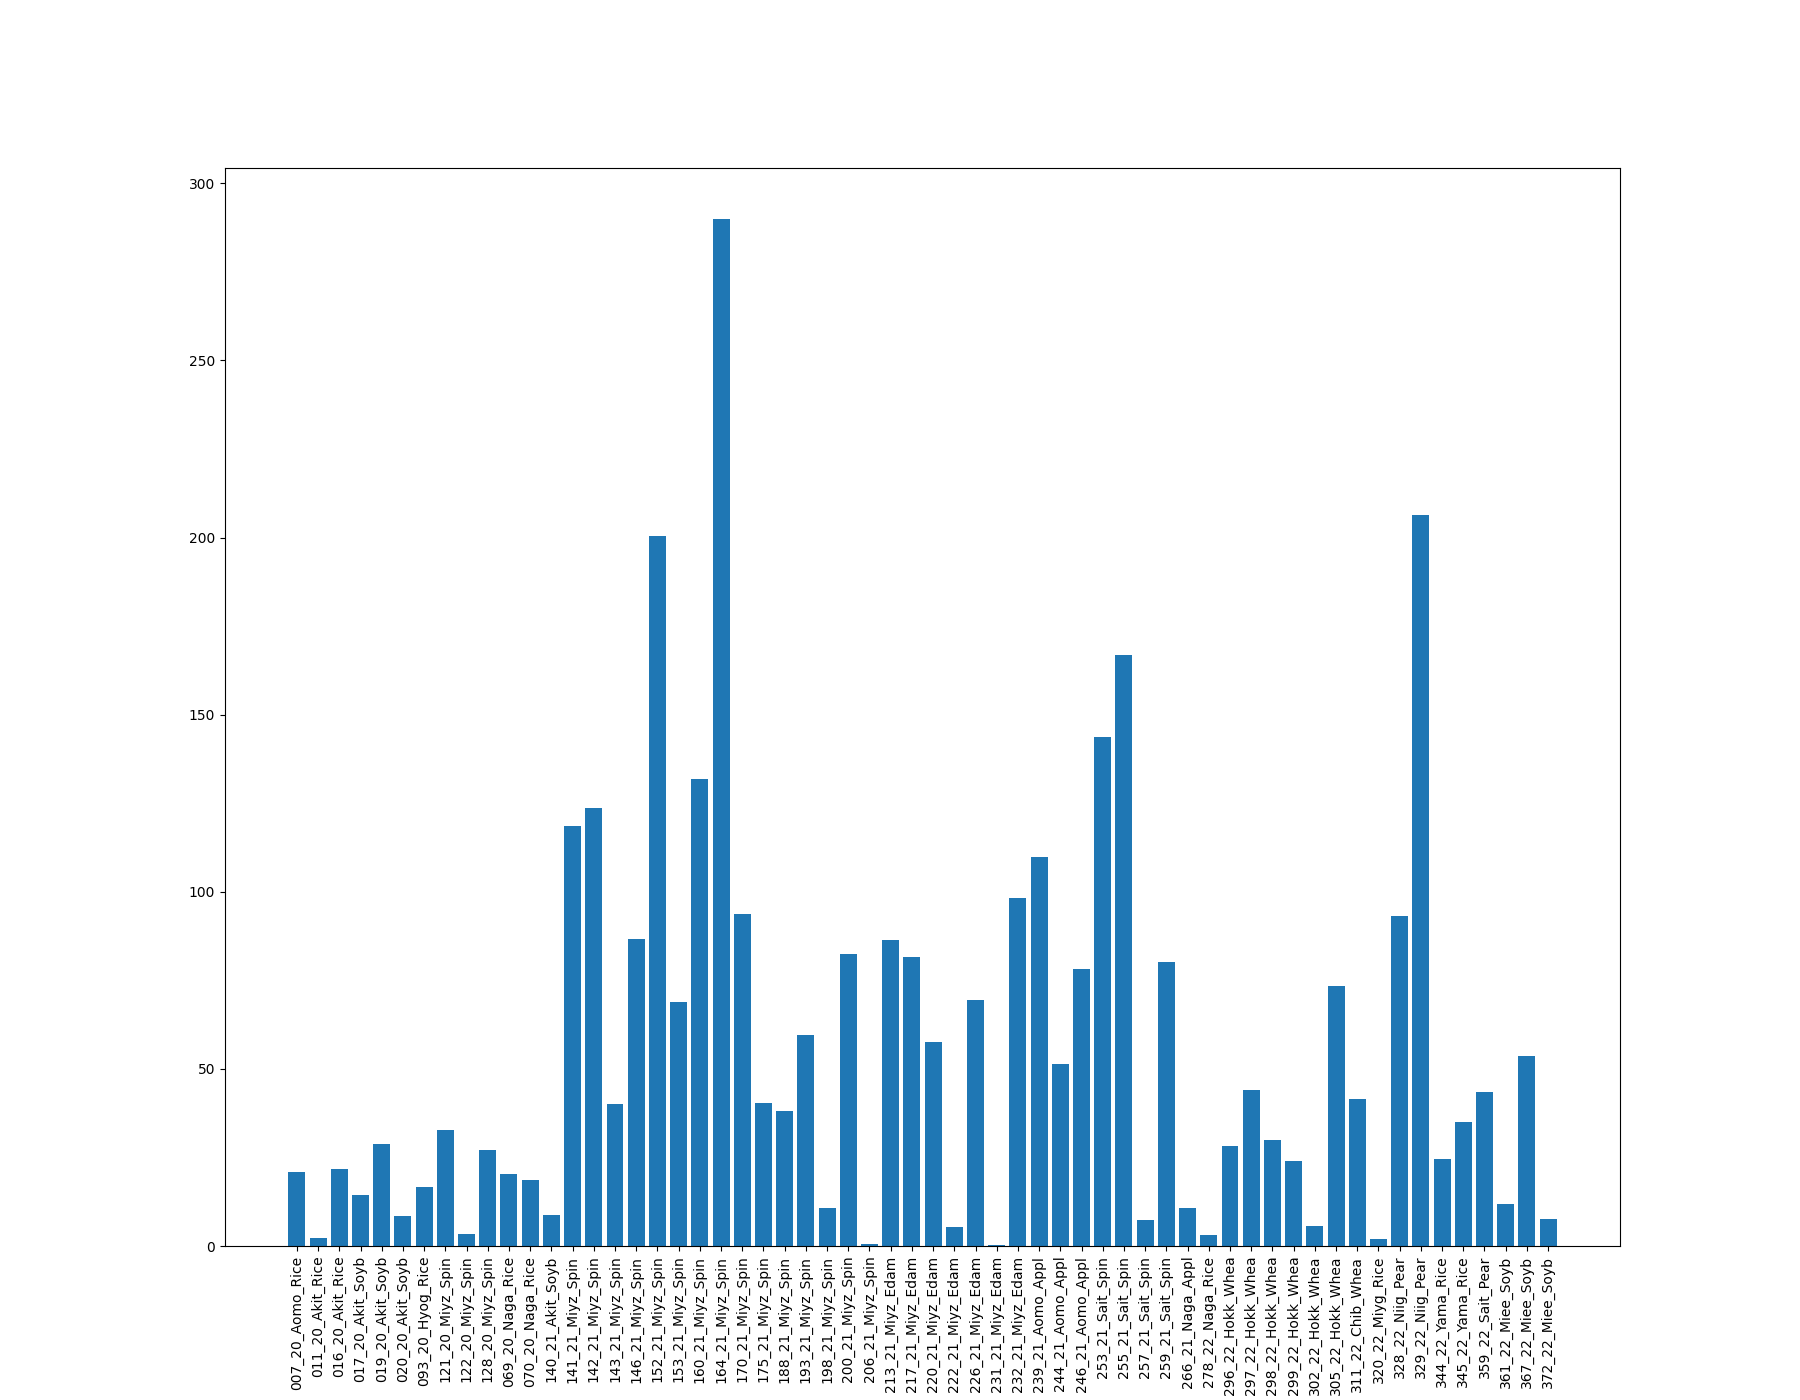 300
250
200
150
100
50
0
007_20_Aomo_Rice
011_20_Akit_Rice
016_20_Akit_Rice
017_20_Akit_Soyb
019_20_Akit_Soyb
020_20_Akit_Soyb
093_20_Hyog_Rice
121_20_Miyz_Spin
122_20_Miyz_Spin
128_20_Miyz_Spin
069_20_Naga_Rice
070_20_Naga_Rice
140_21_Akit_Soyb
141_21_Miyz_Spin
142_21_Miyz_Spin
143_21_Miyz_Spin
146_21_Miyz_Spin
152_21_Miyz_Spin
153_21_Miyz_Spin
160_21_Miyz_Spin
164_21_Miyz_Spin
170_21_Miyz_Spin
175_21_Miyz_Spin
188_21_Miyz_Spin
193_21_Miyz_Spin
198_21_Miyz_Spin
200_21_Miyz_Spin
206_21_Miyz_Spin
213_21_Miyz_Edam
217_21_Miyz_Edam
220_21_Miyz_Edam
222_21_Miyz_Edam
226_21_Miyz_Edam
231_21_Miyz_Edam
232_21_Miyz_Edam
239_21_Aomo_Appl
244_21_Aomo_Appl
246_21_Aomo_Appl
253_21_Sait_Spin
255_21_Sait_Spin
257_21_Sait_Spin
259_21_Sait_Spin
266_21_Naga_Appl
278_22_Naga_Rice
296_22_Hokk_Whea
297_22_Hokk_Whea
298_22_Hokk_Whea
299_22_Hokk_Whea
302_22_Hokk_Whea
305_22_Hokk_Whea
311_22_Chib_Whea
320_22_Miyg_Rice
328_22_Niig_Pear
329_22_Niig_Pear
344_22_Yama_Rice
345_22_Yama_Rice
359_22_Sait_Pear
361_22_Miee_Soyb
367_22_Miee_Soyb
372_22_Miee_Soyb